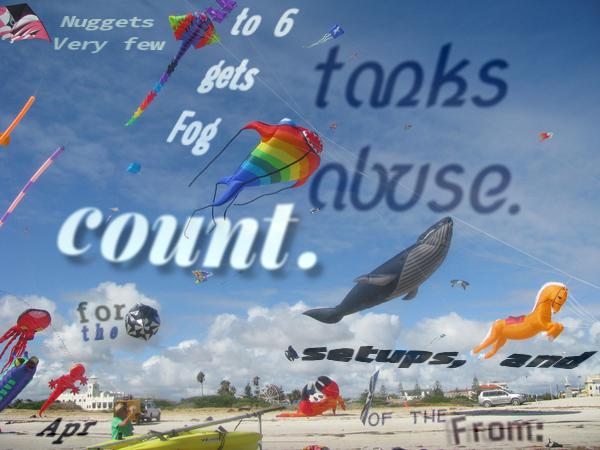 Nuggets
Very few
to 6
gets
Fog
tanks
abuse.
count.
for
the
setups, and
Apr
OF THE
From: